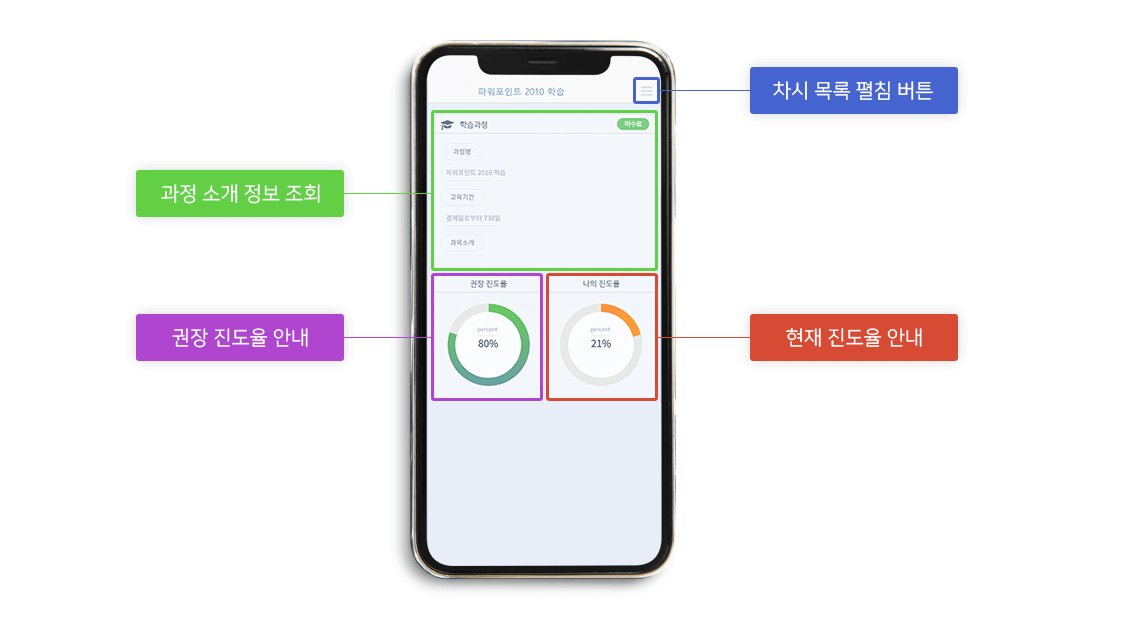 파워포인트 2010 학습
차시 목록 펼침 버튼
학습과정
미수료
과정명
파워포인트 2010 학습
과정 소개 정보 조회
교육기간
결제일로부터 730일
과목소개
권장 진도율
나의 진도율
percent
80%
percent
21%
권장 진도율 안내
현재 진도율 안내